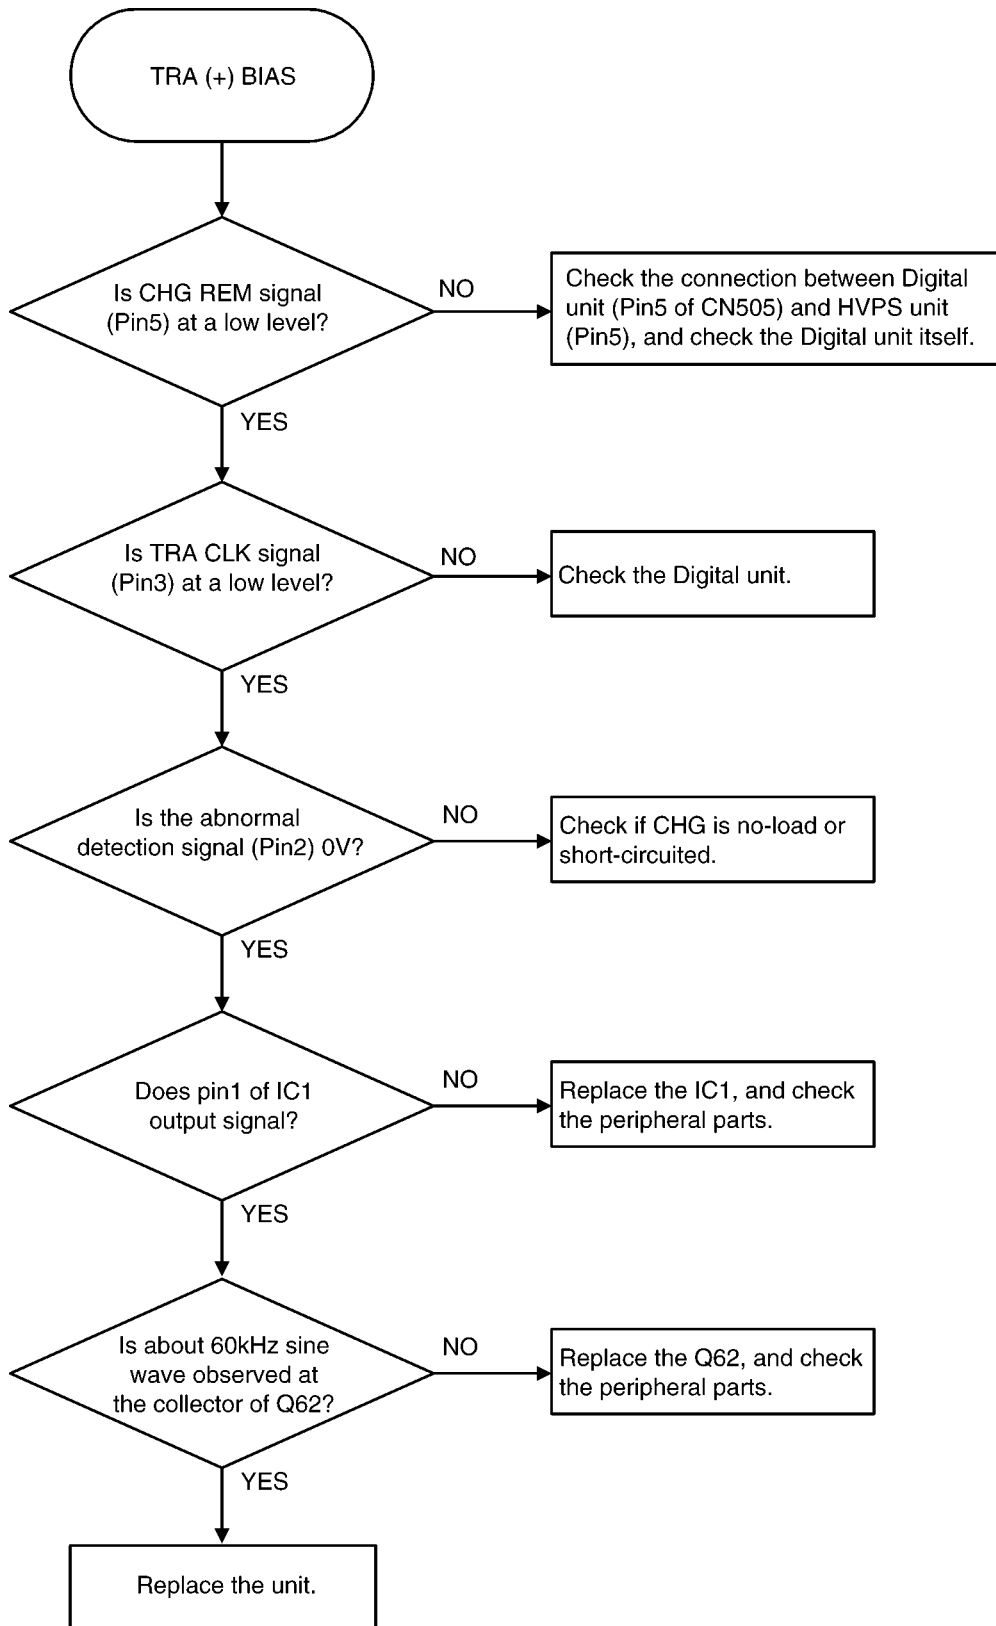 TRA (+) BIAS
Is CHG REM signal
(Pin5) at a low level?
NO
Check the connection between Digital
unit (Pin5 of CN505) and HVPS unit
(Pin5), and check the Digital unit itself.
YES
Is TRA CLK signal
(Pin3) at a low level?
NO
Check the Digital unit.
YES
Is the abnormal
detection signal (Pin2) 0V?
NO
Check if CHG is no-load or
short-circuited.
YES
Does pin1 of IC1
output signal?
NO
Replace the IC1, and check
the peripheral parts.
YES
Is about 60kHz sine
wave observed at
the collector of Q62?
NO
Replace the Q62, and check
the peripheral parts.
YES
Replace the unit.